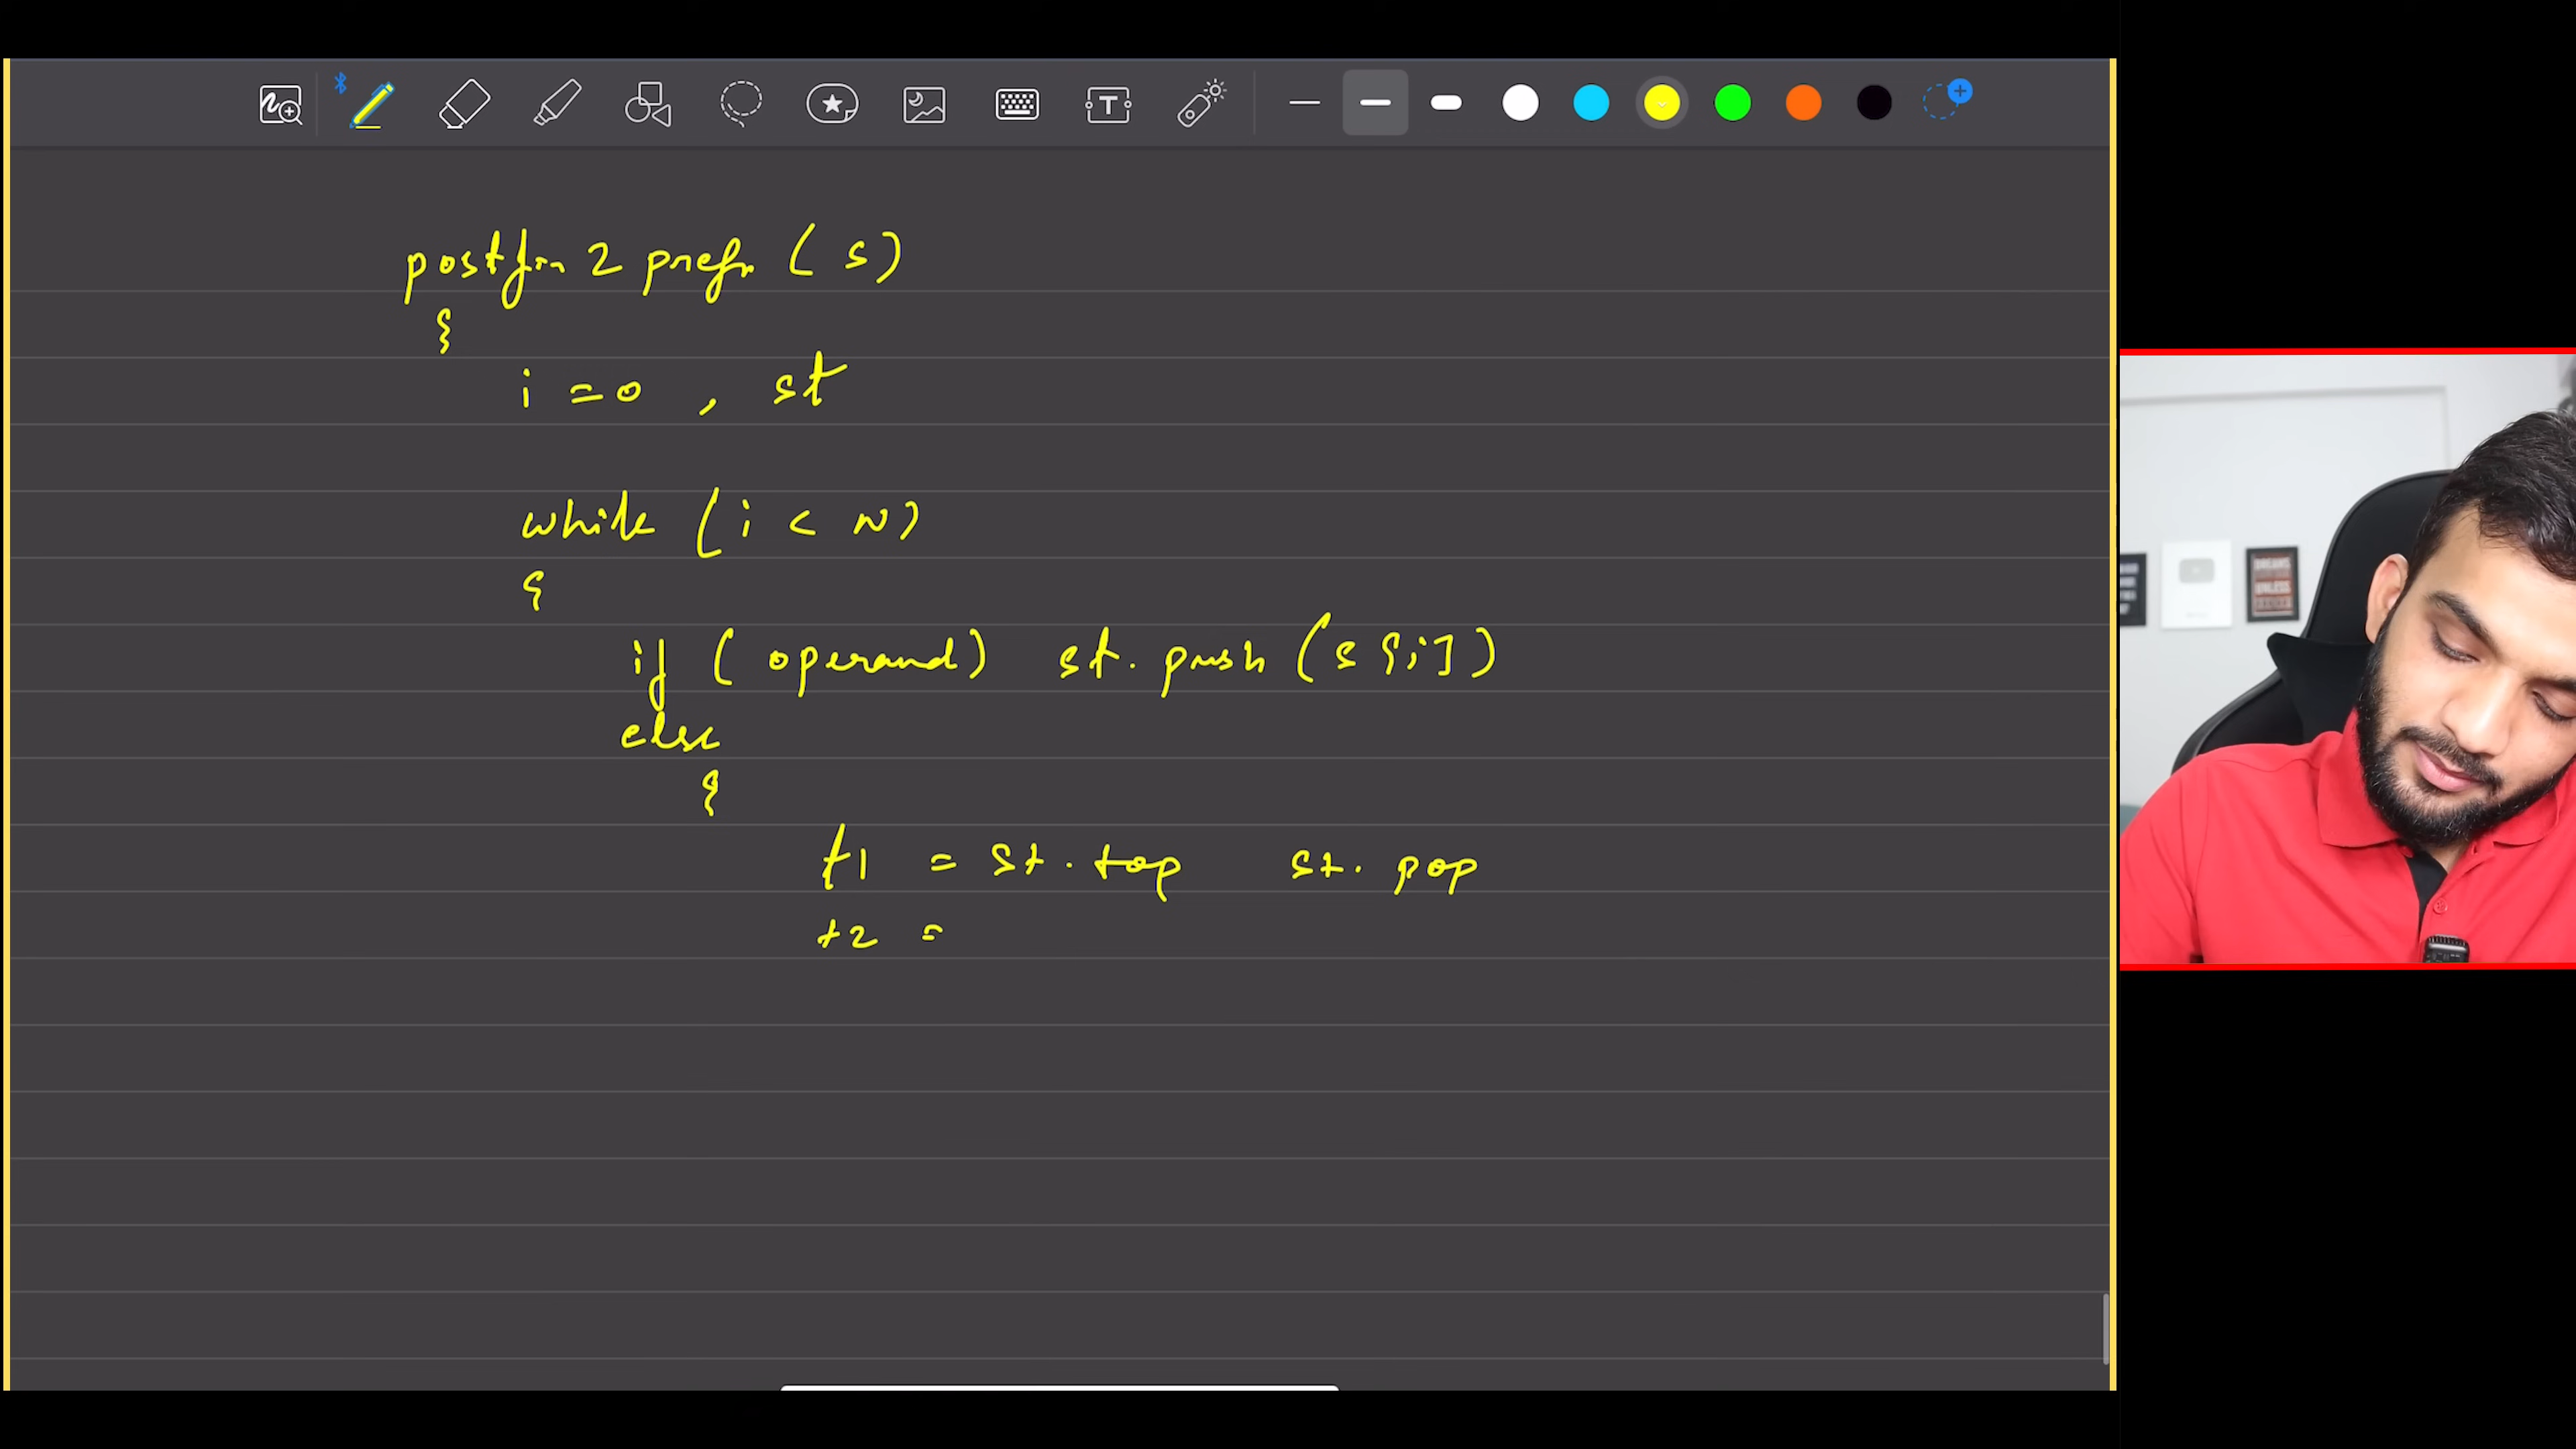 postfix 2 prefix ( s )
{
i = 0 , st
while ( i < N )
{
if ( operand ) st. push ( s [i] )
else
{
t1 = st. top st. pop
t2 =
T